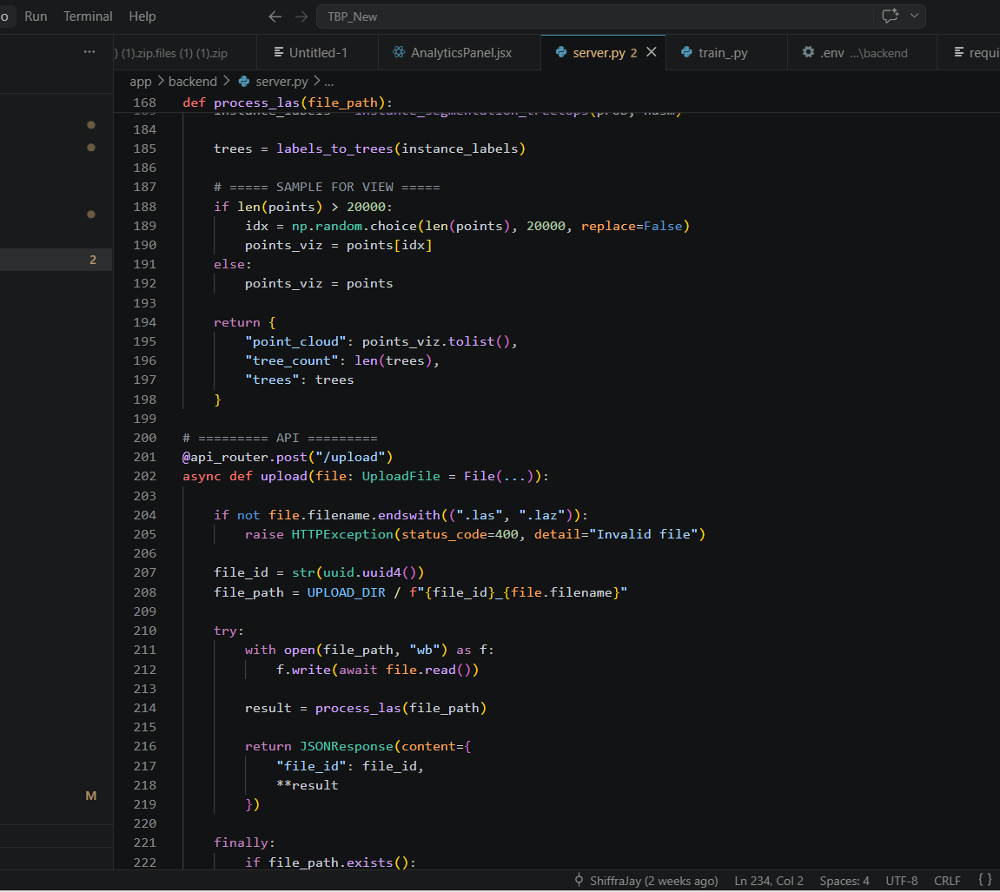 o Run Terminal Help TBP_New
) (1).zip.files (1) (1).zip Untitled-1 AnalyticsPanel.jsx server.py 2 train_.py .env ...\backend requi
app > backend > server.py > ...
168 def process_las(file_path):
184
185 trees = labels_to_trees(instance_labels)
186
187 # ===== SAMPLE FOR VIEW =====
188 if len(points) > 20000:
189 idx = np.random.choice(len(points), 20000, replace=False)
190 points_viz = points[idx]
191 else:
192 points_viz = points
193
194 return {
195 "point_cloud": points_viz.tolist(),
196 "tree_count": len(trees),
197 "trees": trees
198 }
199
200 # ========= API =========
201 @api_router.post("/upload")
202 async def upload(file: UploadFile = File(...)):
203
204 if not file.filename.endswith((".las", ".laz")):
205 raise HTTPException(status_code=400, detail="Invalid file")
206
207 file_id = str(uuid.uuid4())
208 file_path = UPLOAD_DIR / f"{file_id}_{file.filename}"
209
210 try:
211 with open(file_path, "wb") as f:
212 f.write(await file.read())
213
214 result = process_las(file_path)
215
216 return JSONResponse(content={
217 "file_id": file_id,
218 **result
219 })
220
221 finally:
222 if file_path.exists():
2
M
ShiffraJay (2 weeks ago) Ln 234, Col 2 Spaces: 4 UTF-8 CRLF { }